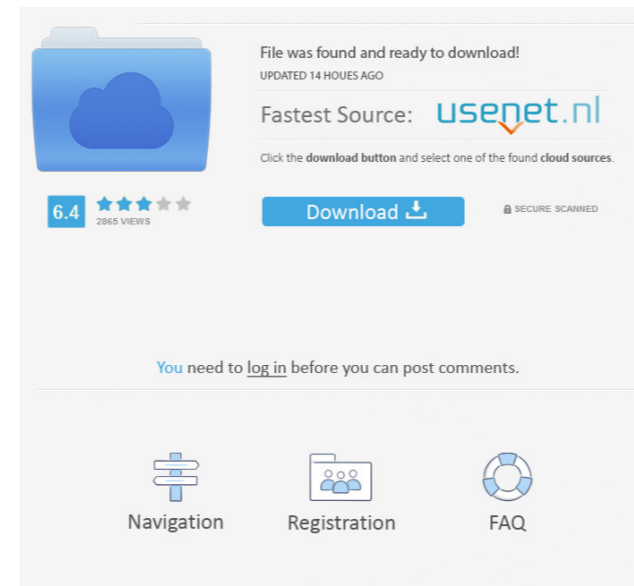 File was found and ready to download!
UPDATED 14 HOUES AGO
Fastest Source: usenet.nl
Click the download button and select one of the found cloud sources.
6.4
2865 VIEWS
Download
SECURE SCANNED
You need to log in before you can post comments.
Navigation
Registration
FAQ